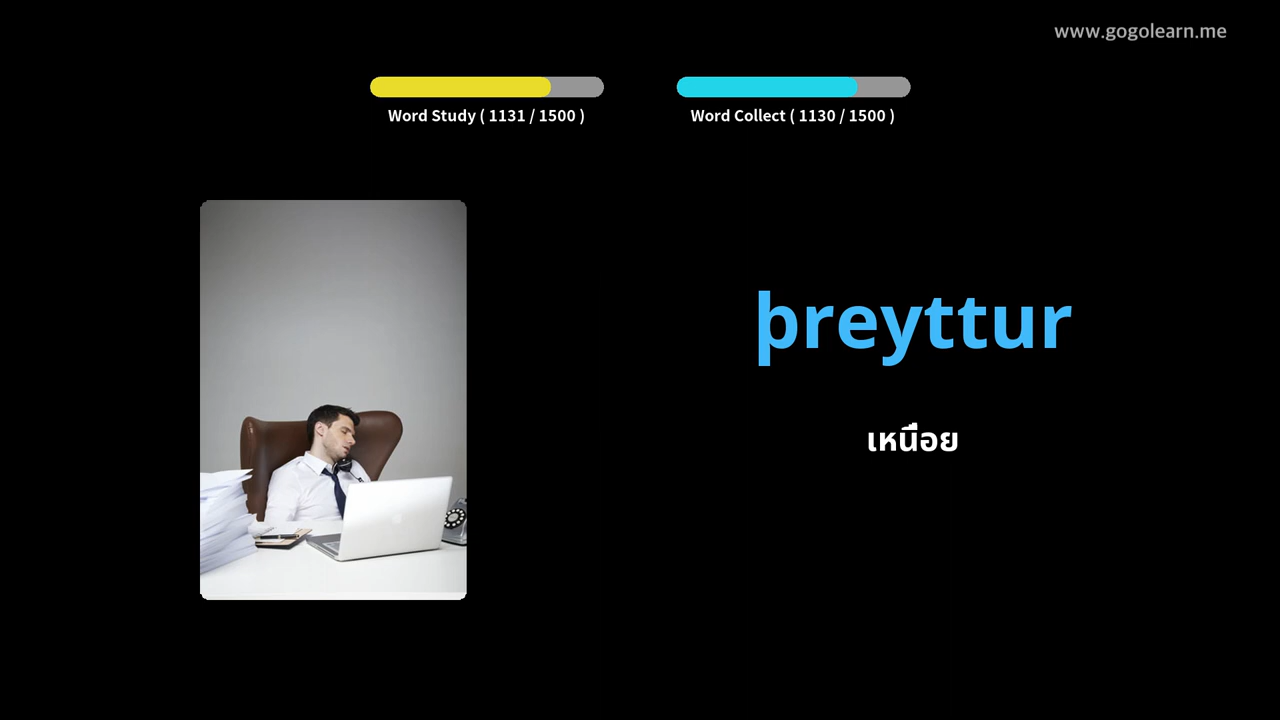 www.gogolearn.me
Word Study ( 1131 / 1500 )
Word Collect ( 1130 / 1500 )
þreyttur
เหนื่อย